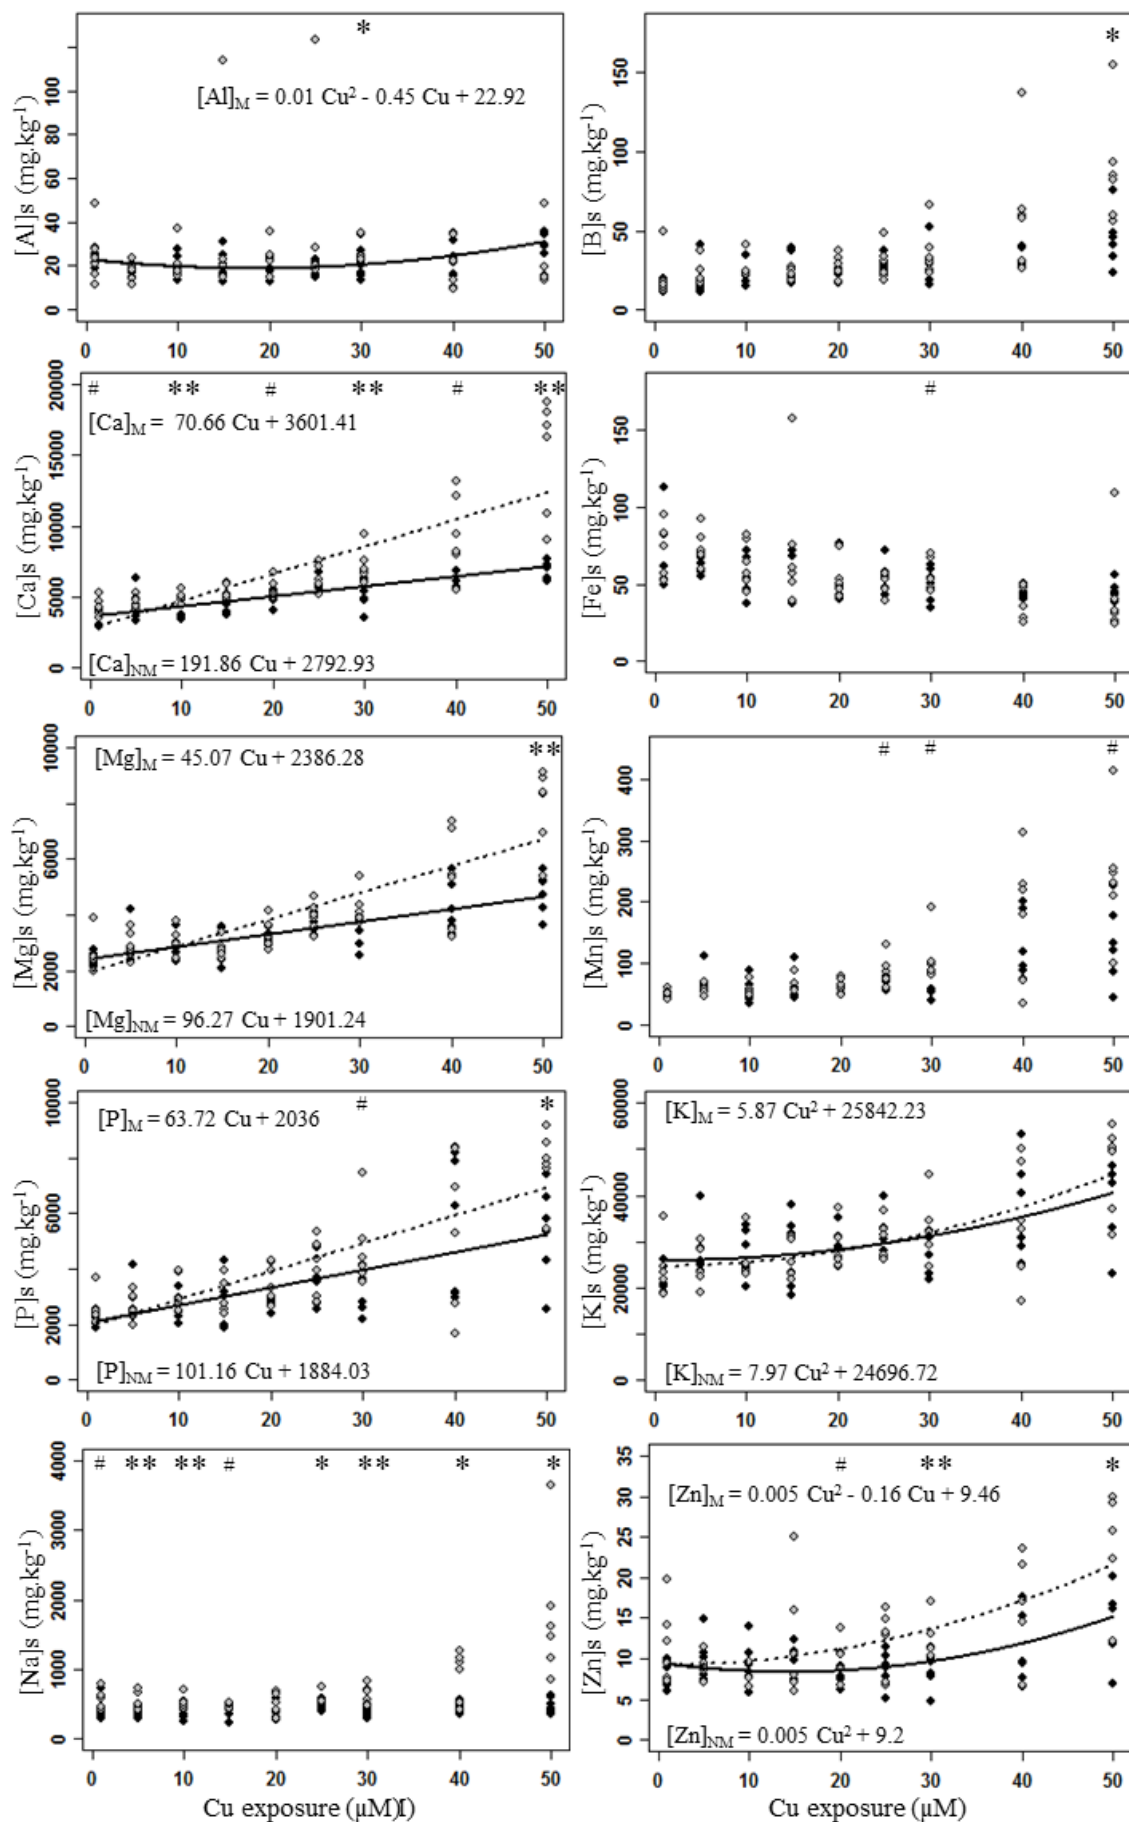 *
[Al]M = 0.01 Cu² - 0.45 Cu + 22.92
[Al]s (mg.kg⁻¹)
0 20 40 60 80 100
0 10 20 30 40 50
*
[B]s (mg.kg⁻¹)
0 50 100 150
0 10 20 30 40 50
# ** # ** # **
[Ca]M = 70.66 Cu + 3601.41
[Ca]s (mg.kg⁻¹)
0 5000 10000 15000 20000
[Ca]NM = 191.86 Cu + 2792.93
0 10 20 30 40 50
#
[Fe]s (mg.kg⁻¹)
0 50 100 150
0 10 20 30 40 50
[Mg]M = 45.07 Cu + 2386.28
**
[Mg]s (mg.kg⁻¹)
0 2000 6000 10000
[Mg]NM = 96.27 Cu + 1901.24
0 10 20 30 40 50
# # #
[Mn]s (mg.kg⁻¹)
0 100 200 300 400
0 10 20 30 40 50
[P]M = 63.72 Cu + 2036
# *
[P]s (mg.kg⁻¹)
0 2000 6000 10000
[P]NM = 101.16 Cu + 1884.03
0 10 20 30 40 50
[K]M = 5.87 Cu² + 25842.23
[K]s (mg.kg⁻¹)
0 20000 40000 60000
[K]NM = 7.97 Cu² + 24696.72
0 10 20 30 40 50
# ** ** # * ** * *
[Na]s (mg.kg⁻¹)
0 1000 2000 3000 4000
0 10 20 30 40 50
Cu exposure (µM)I)
# ** *
[Zn]M = 0.005 Cu² - 0.16 Cu + 9.46
[Zn]s (mg.kg⁻¹)
0 5 10 15 20 25 30 35
[Zn]NM = 0.005 Cu² + 9.2
0 10 20 30 40 50
Cu exposure (µM)